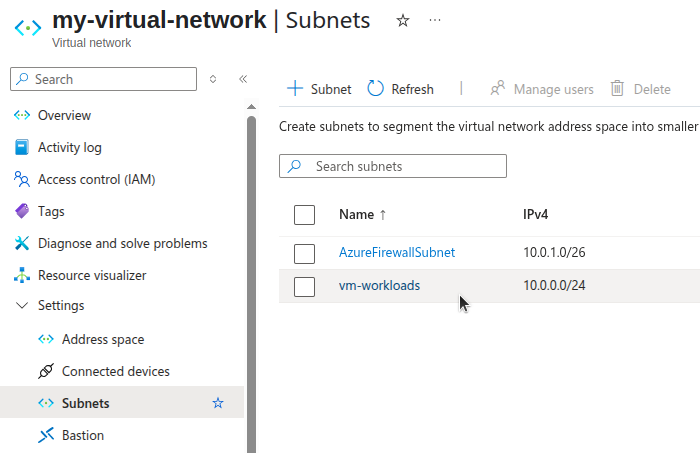 my-virtual-network | Subnets
Virtual network
Search
Overview
Activity log
Access control (IAM)
Tags
Diagnose and solve problems
Resource visualizer
Settings
Address space
Connected devices
Subnets
Bastion
Subnet Refresh Manage users Delete
Create subnets to segment the virtual network address space into smaller
Search subnets
Name ↑ IPv4
AzureFirewallSubnet 10.0.1.0/26
vm-workloads 10.0.0.0/24